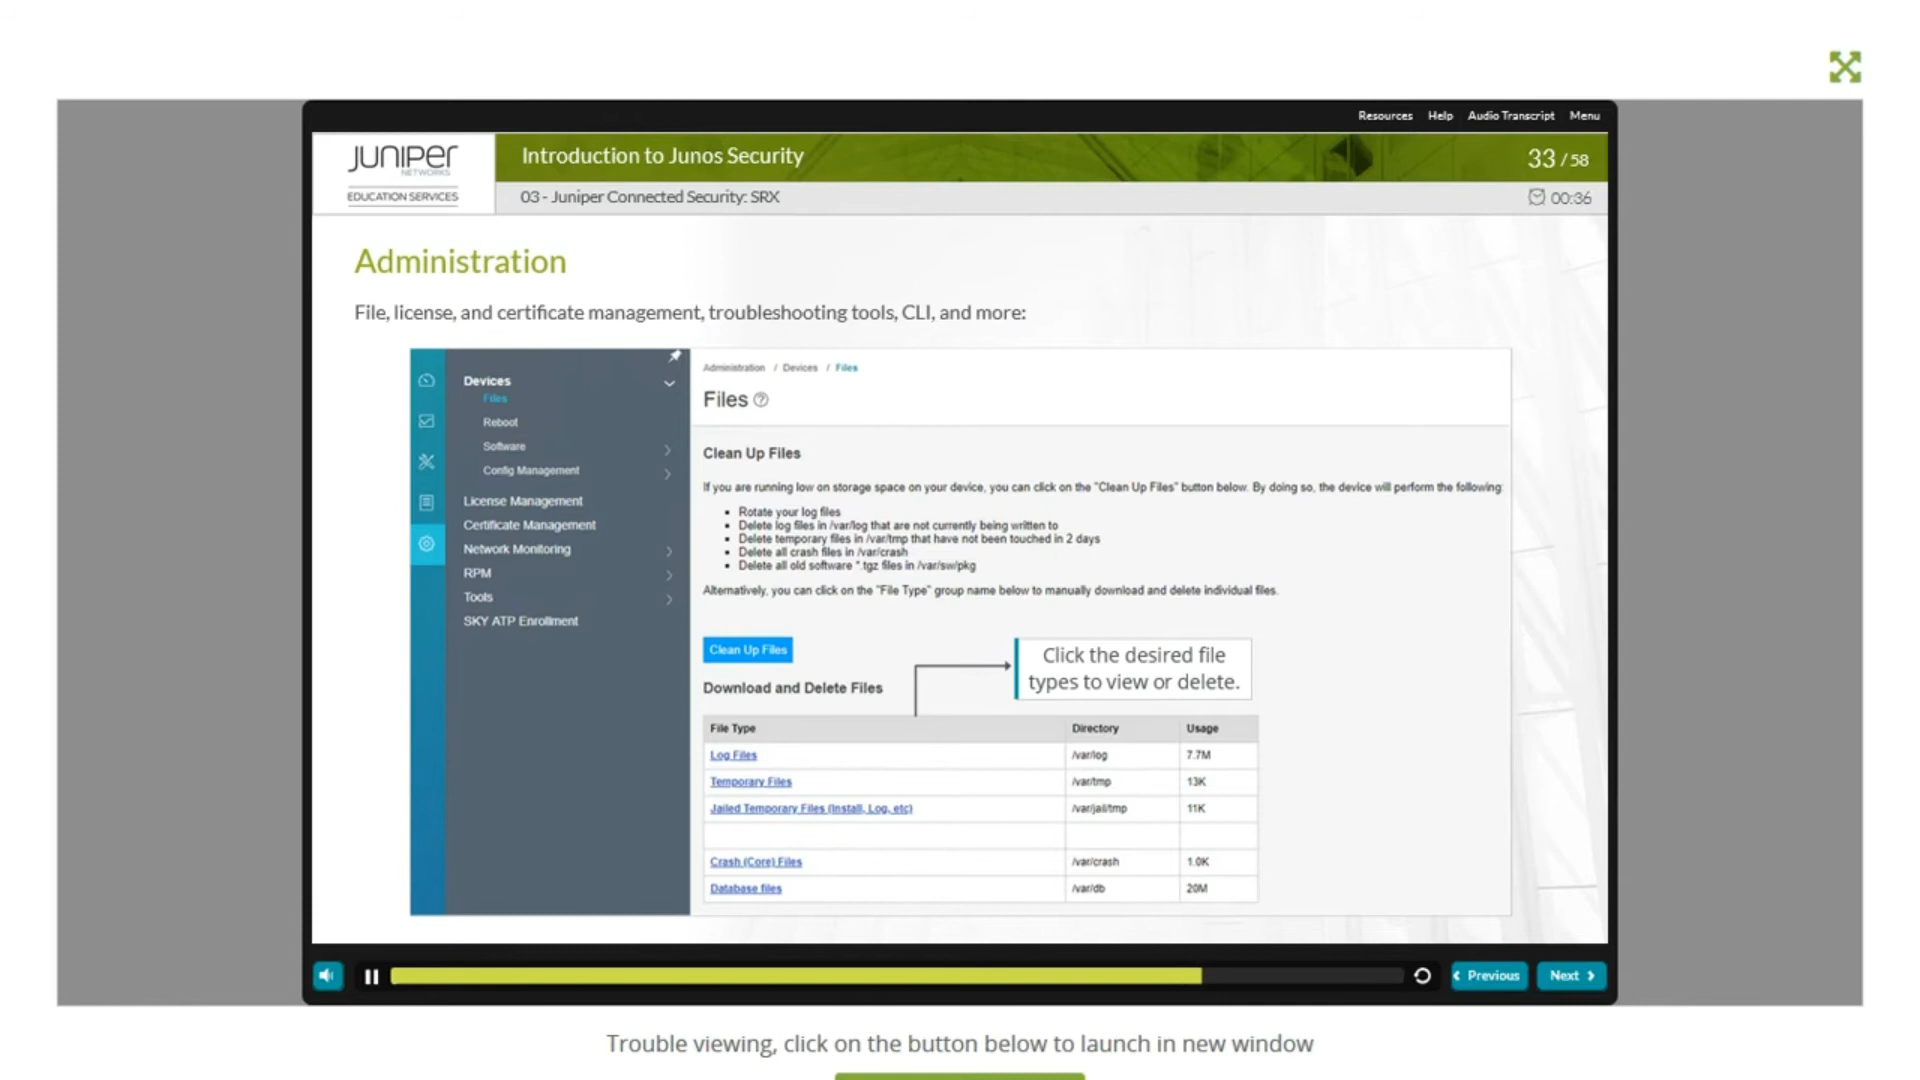 Resources Help Audio Transcript Menu
JUNIPER
NETWORKS
EDUCATION SERVICES
Introduction to Junos Security
33 / 58
03 - Juniper Connected Security: SRX
00:36
Administration
File, license, and certificate management, troubleshooting tools, CLI, and more:
Devices
Files
Reboot
Software
Config Management
License Management
Certificate Management
Network Monitoring
RPM
Tools
SKY ATP Enrollment
Administration / Devices / Files
Files ?
Clean Up Files
If you are running low on storage space on your device, you can click on the "Clean Up Files" button below. By doing so, the device will perform the following:
Rotate your log files
Delete log files in /var/log that are not currently being written to
Delete temporary files in /var/tmp that have not been touched in 2 days
Delete all crash files in /var/crash
Delete all old software *.tgz files in /var/sw/pkg
Alternatively, you can click on the "File Type" group name below to manually download and delete individual files.
Clean Up Files
Click the desired file
types to view or delete.
Download and Delete Files
File Type Directory Usage
Log Files /var/log 7.7M
Temporary Files /var/tmp 13K
Jailed Temporary Files (Install, Log, etc) /var/jail/tmp 11K
Crash (Core) Files /var/crash 1.0K
Database files /var/db 20M
Previous
Next
Trouble viewing, click on the button below to launch in new window